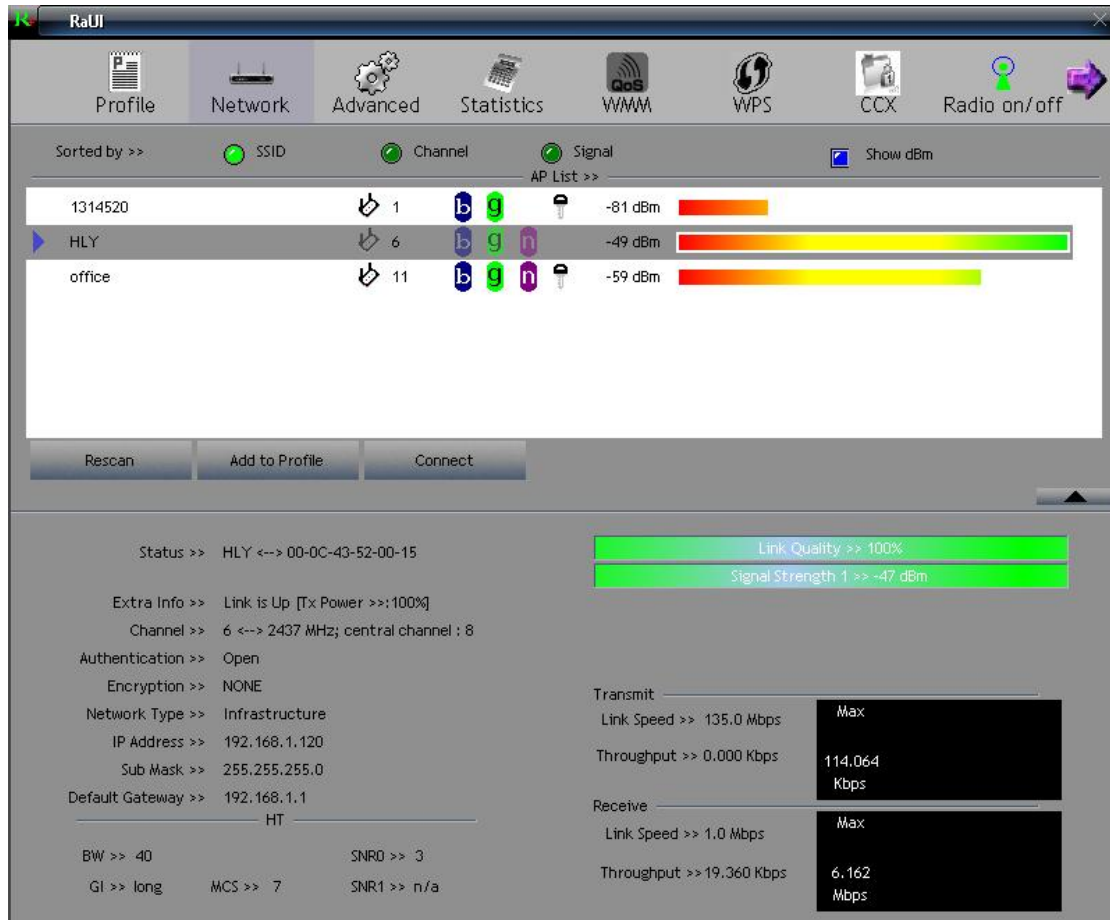 RaUI
Profile Network Advanced Statistics QoS WMM WPS CCX Radio on/off
Sorted by >> SSID Channel Signal Show dBm
AP List >>
1314520 1 b g -81 dBm
HLY 6 b g n -49 dBm
office 11 b g n -59 dBm
Rescan Add to Profile Connect
Status >> HLY <--> 00-0C-43-52-00-15
Extra Info >> Link is Up [Tx Power >>:100%]
Channel >> 6 <--> 2437 MHz; central channel : 8
Authentication >> Open
Encryption >> NONE
Network Type >> Infrastructure
IP Address >> 192.168.1.120
Sub Mask >> 255.255.255.0
Default Gateway >> 192.168.1.1
HT
BW >> 40 SNR0 >> 3
GI >> long MCS >> 7 SNR1 >> n/a
Link Quality >> 100%
Signal Strength 1 >> -47 dBm
Transmit
Link Speed >> 135.0 Mbps
Throughput >> 0.000 Kbps
Max
114.064
Kbps
Receive
Link Speed >> 1.0 Mbps
Throughput >> 19.360 Kbps
Max
6.162
Mbps